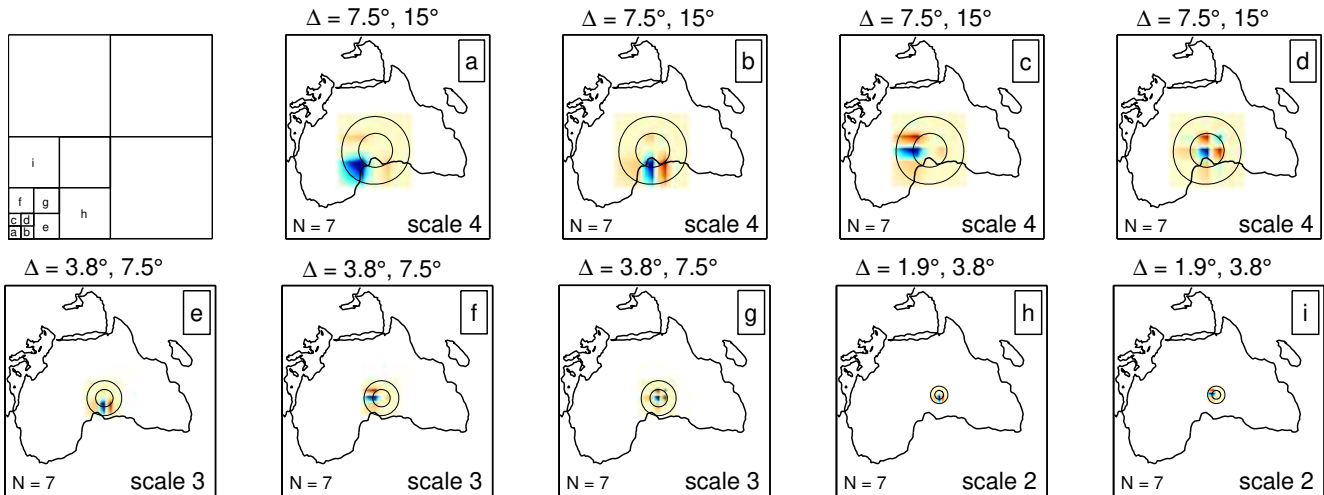 Δ = 7.5°, 15°
Δ = 7.5°, 15°
Δ = 7.5°, 15°
Δ = 7.5°, 15°
i
f g
h
c d
e
a b
a
N = 7
scale 4
b
N = 7
scale 4
c
N = 7
scale 4
d
N = 7
scale 4
Δ = 3.8°, 7.5°
Δ = 3.8°, 7.5°
Δ = 3.8°, 7.5°
Δ = 1.9°, 3.8°
Δ = 1.9°, 3.8°
e
N = 7
scale 3
f
N = 7
scale 3
g
N = 7
scale 3
h
N = 7
scale 2
i
N = 7
scale 2